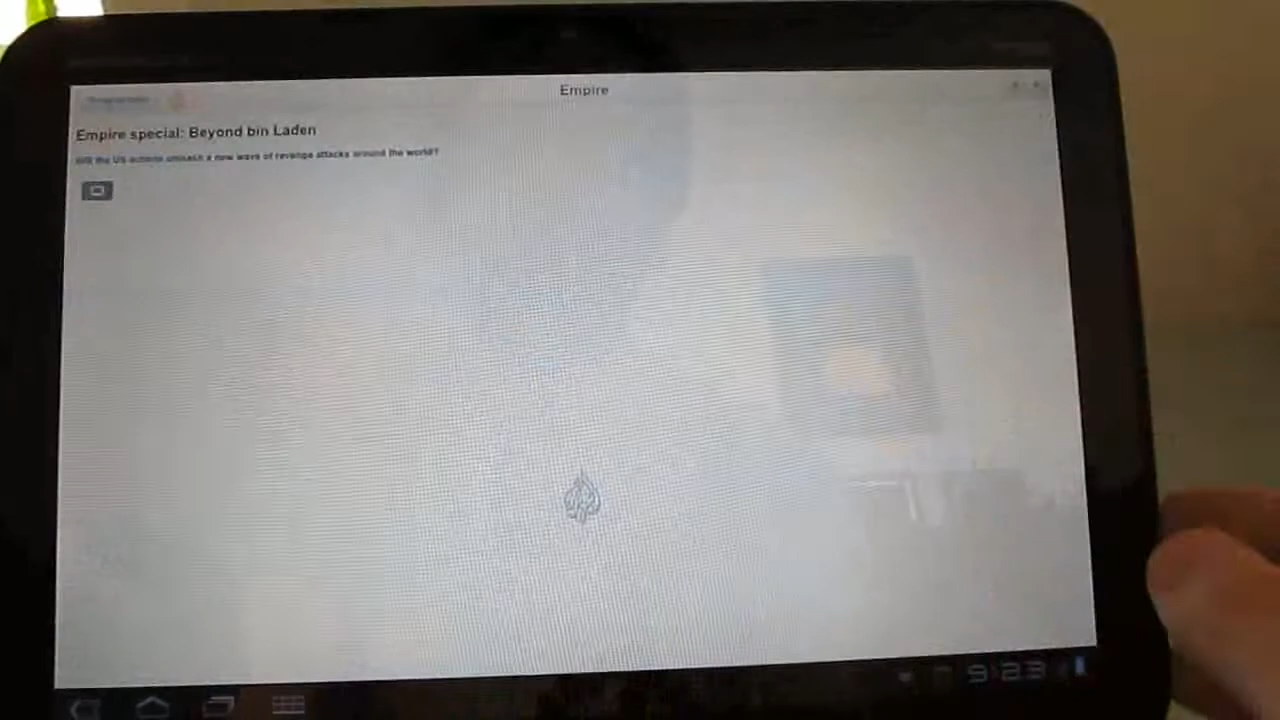 Empire
Empire special: Beyond bin Laden
Will the US actions unleash a new wave of revenge attacks around the world?
9:23